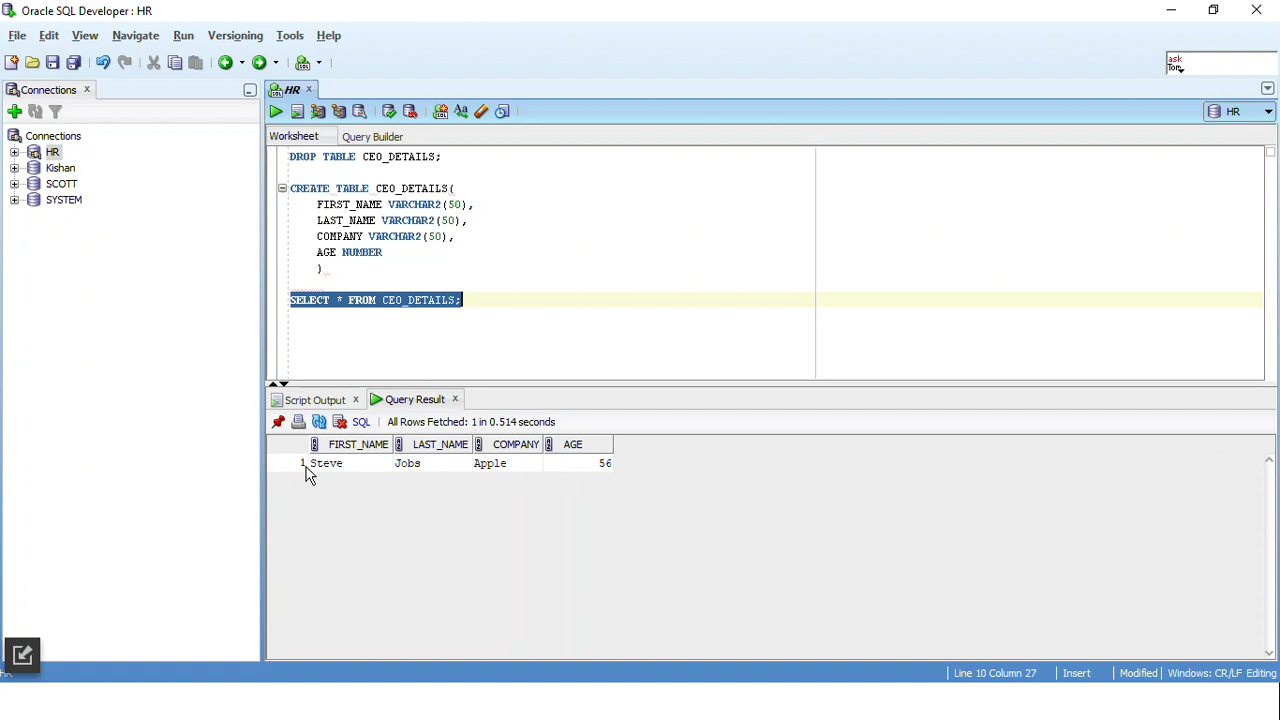 Oracle SQL Developer : HR
File Edit View Navigate Run Versioning Tools Help
ask
Tom
Connections
HR
HR
Worksheet Query Builder
Connections
HR
Kishan
SCOTT
SYSTEM
DROP TABLE CEO_DETAILS;
CREATE TABLE CEO_DETAILS(
FIRST_NAME VARCHAR2(50),
LAST_NAME VARCHAR2(50),
COMPANY VARCHAR2(50),
AGE NUMBER
)
SELECT * FROM CEO_DETAILS;
Script Output Query Result
SQL All Rows Fetched: 1 in 0.514 seconds
FIRST_NAME LAST_NAME COMPANY AGE
1 Steve Jobs Apple 56
Line 10 Column 27 Insert Modified Windows: CR/LF Editing